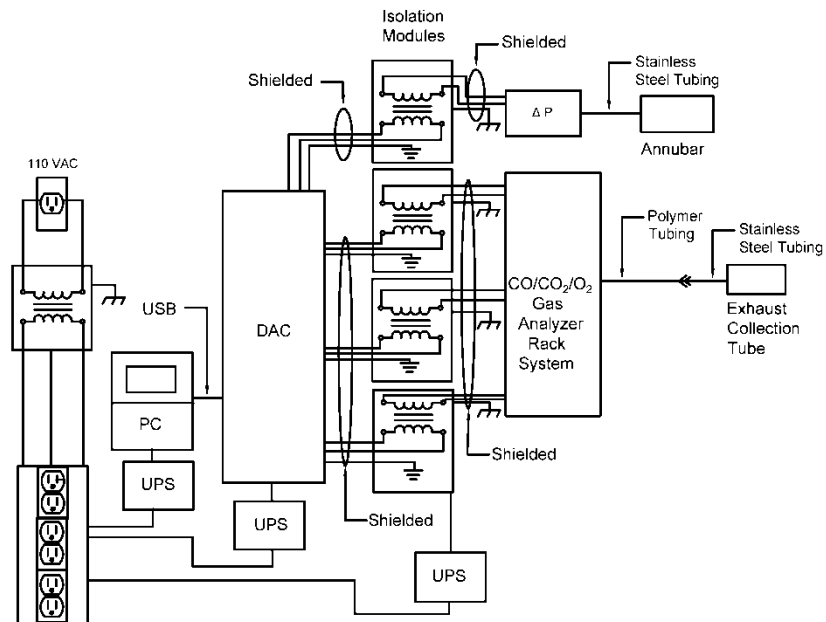 Isolation
Modules
Shielded
Shielded
Stainless
Steel Tubing
Δ P
Annubar
110 VAC
Polymer
Tubing
Stainless
Steel Tubing
USB
DAC
CO/CO₂/O₂
Gas
Analyzer
Rack
System
Exhaust
Collection
Tube
PC
UPS
UPS
Shielded
Shielded
UPS